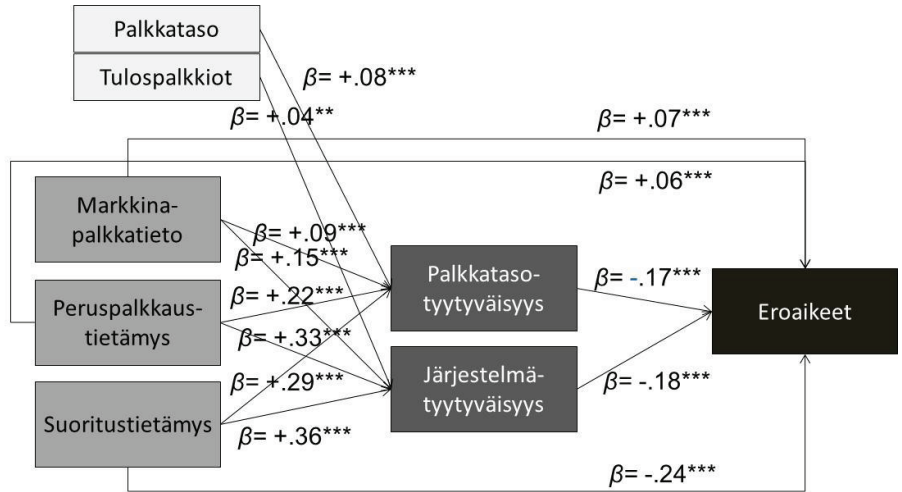 Palkkataso
Tulospalkkiot
β= +.08***
β= +.04**
β= +.07***
β= +.06***
Markkina-
palkkatieto
β= +.09***
β= +.15***
Peruspalkkaus-
tietämys
β= +.22***
β= +.33***
Palkkataso-
tyytyväisyys
β= -.17***
Eroaikeet
Suoritustietämys
β= +.29***
β= +.36***
Järjestelmä-
tyytyväisyys
β= -.18***
β= -.24***